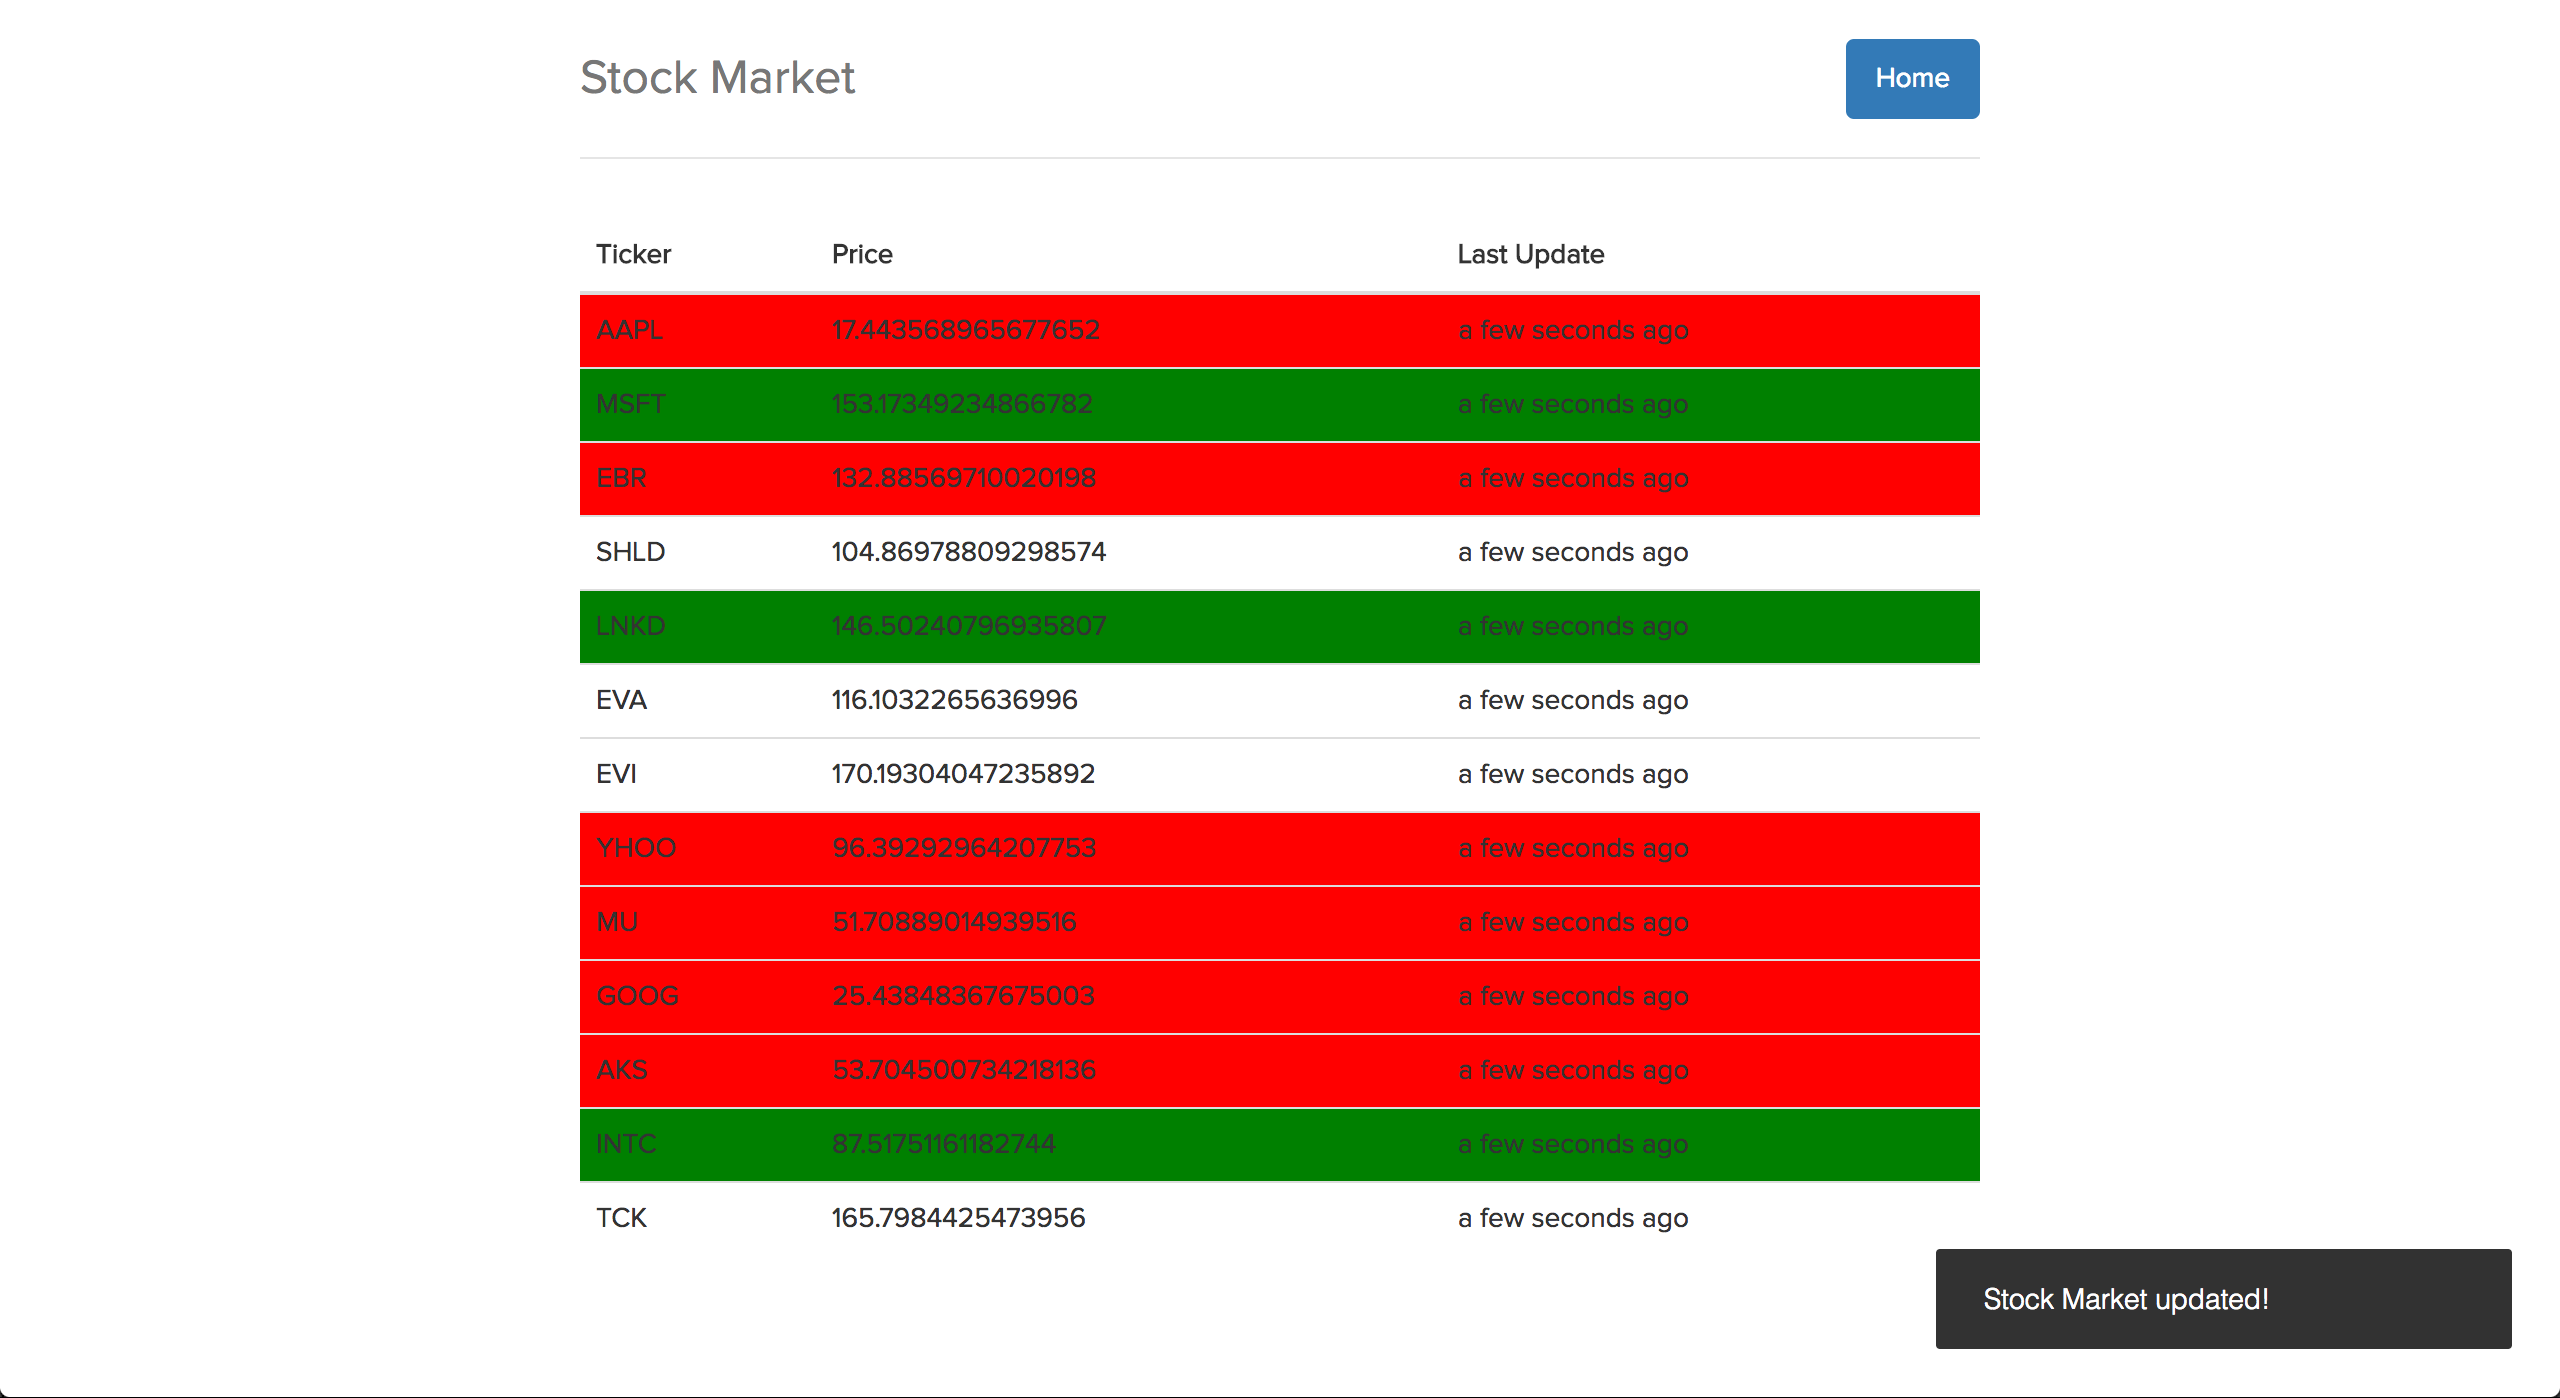 Stock Market
Home
Ticker Price Last Update
AAPL 17.443568965677652 a few seconds ago
MSFT 153.17349234866782 a few seconds ago
EBR 132.88569710020198 a few seconds ago
SHLD 104.86978809298574 a few seconds ago
LNKD 146.50240796935807 a few seconds ago
EVA 116.1032265636996 a few seconds ago
EVI 170.19304047235892 a few seconds ago
YHOO 96.39292964207753 a few seconds ago
MU 51.70889014939516 a few seconds ago
GOOG 25.43848367675003 a few seconds ago
AKS 53.704500734218136 a few seconds ago
INTC 87.51751161182744 a few seconds ago
TCK 165.7984425473956 a few seconds ago
Stock Market updated!